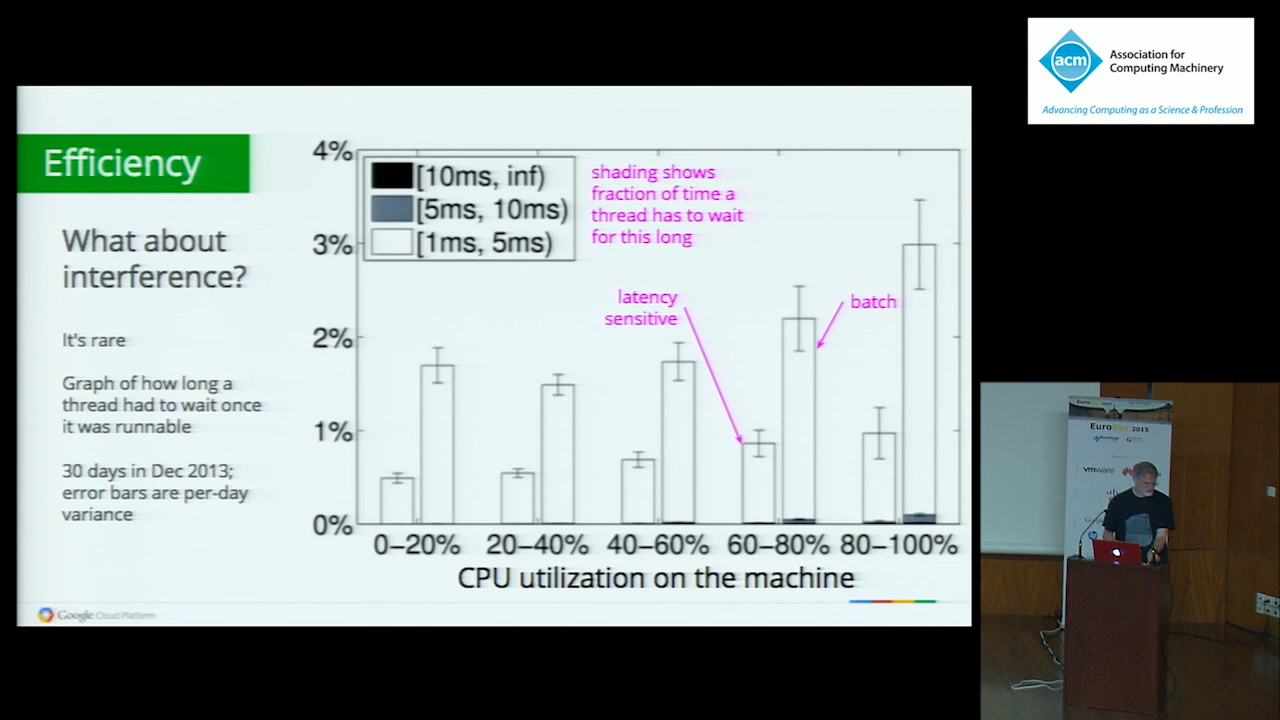 acm
Association for
Computing Machinery
Advancing Computing as a Science & Profession
Efficiency
What about
interference?
It's rare
Graph of how long a
thread had to wait once
it was runnable
30 days in Dec 2013;
error bars are per-day
variance
4%
3%
2%
1%
0%
[10ms, inf)
[5ms, 10ms)
[1ms, 5ms)
shading shows
fraction of time a
thread has to wait
for this long
latency
sensitive
batch
0–20%
20–40%
40–60%
60–80%
80–100%
CPU utilization on the machine
Google Cloud Platform
EuroSys 2015
vmware